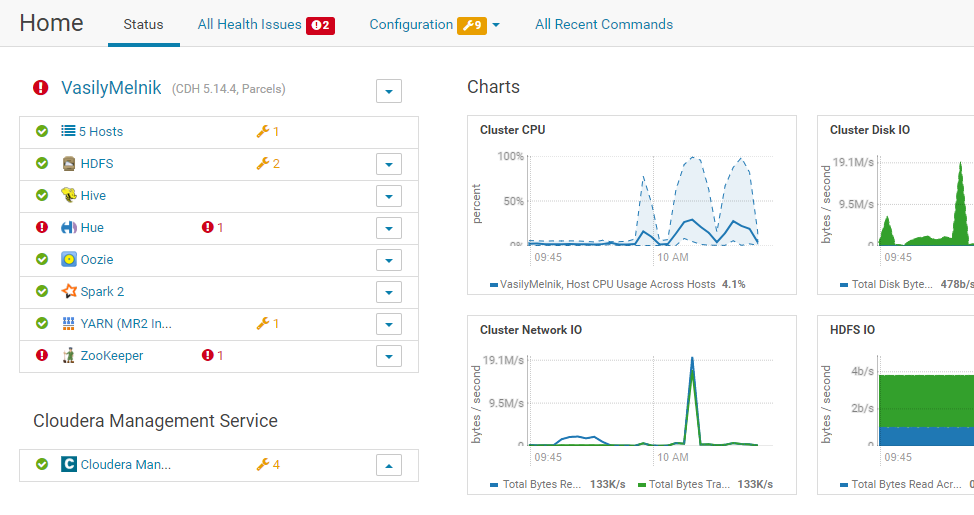 Home Status All Health Issues 2 Configuration 9 All Recent Commands
VasilyMelnik (CDH 5.14.4, Parcels)
5 Hosts 1
HDFS 2
Hive
Hue 1
Oozie
Spark 2
YARN (MR2 In... 1
ZooKeeper 1
Cloudera Management Service
Cloudera Man... 4
Charts
Cluster CPU
percent
100%
50%
0%
09:45 10 AM
VasilyMelnik, Host CPU Usage Across Hosts 4.1%
Cluster Disk IO
bytes / second
19.1M/s
9.5M/s
0
09:45
Total Disk Byte... 478b/s
Cluster Network IO
bytes / second
19.1M/s
9.5M/s
0
09:45 10 AM
Total Bytes Re... 133K/s Total Bytes Tra... 133K/s
HDFS IO
bytes / second
4b/s
2b/s
0
09:45
Total Bytes Read Acr...